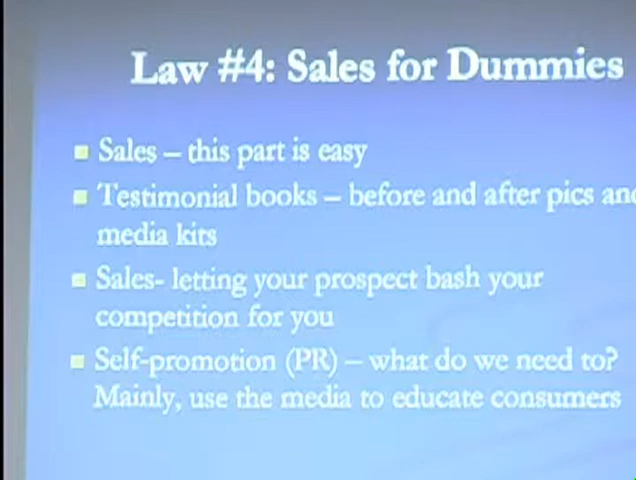 Law #4: Sales for Dummies
Sales – this part is easy
Testimonial books – before and after pics and
media kits
Sales- letting your prospect bash your
competition for you
Self-promotion (PR) – what do we need to?
Mainly, use the media to educate consumers